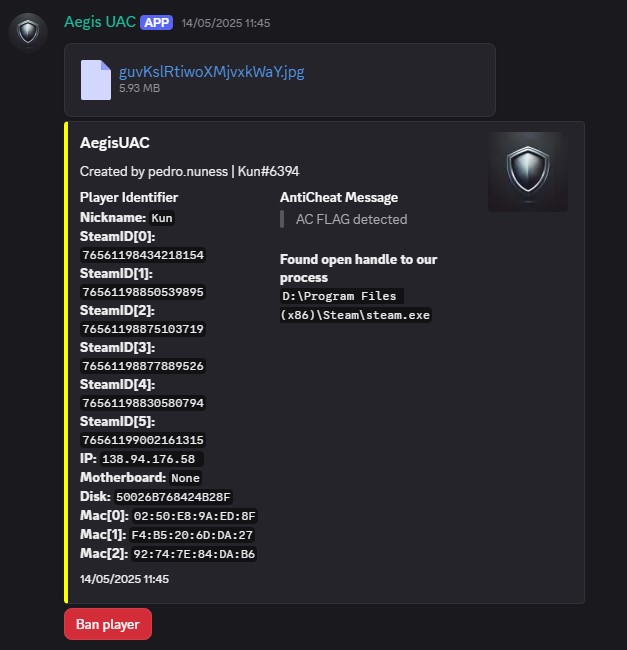 Aegis UAC APP 14/05/2025 11:45
guvKslRtiwoXMjvxkWaY.jpg
5.93 MB
AegisUAC
Created by pedro.nuness | Kun#6394
Player Identifier
Nickname: Kun
SteamID[0]:
76561198434218154
SteamID[1]:
76561198850539895
SteamID[2]:
76561198875103719
SteamID[3]:
76561198877889526
SteamID[4]:
76561198830580794
SteamID[5]:
76561199002161315
IP: 138.94.176.58
Motherboard: None
Disk: 50026B768424B28F
Mac[0]: 02:50:E8:9A:ED:8F
Mac[1]: F4:B5:20:6D:DA:27
Mac[2]: 92:74:7E:84:DA:B6
AntiCheat Message
AC FLAG detected
Found open handle to our
process
D:\Program Files
(x86)\Steam\steam.exe
14/05/2025 11:45
Ban player